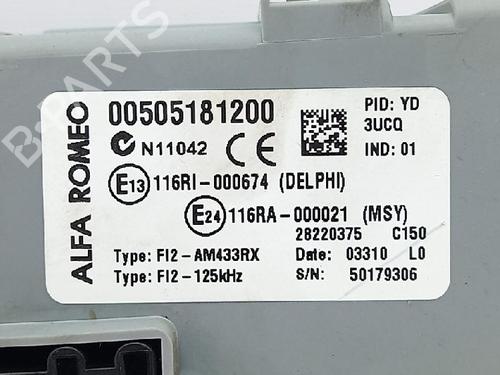 ALFA ROMEO
00505181200
PID: YD
3UCQ
N11042 CE
IND: 01
E13 116RI-000674 (DELPHI)
E24 116RA-000021 (MSY)
28220375 C150
Type: FI2-AM433RX
Date: 03310 L0
Type: FI2-125kHz
S/N: 50179306
B-Parts